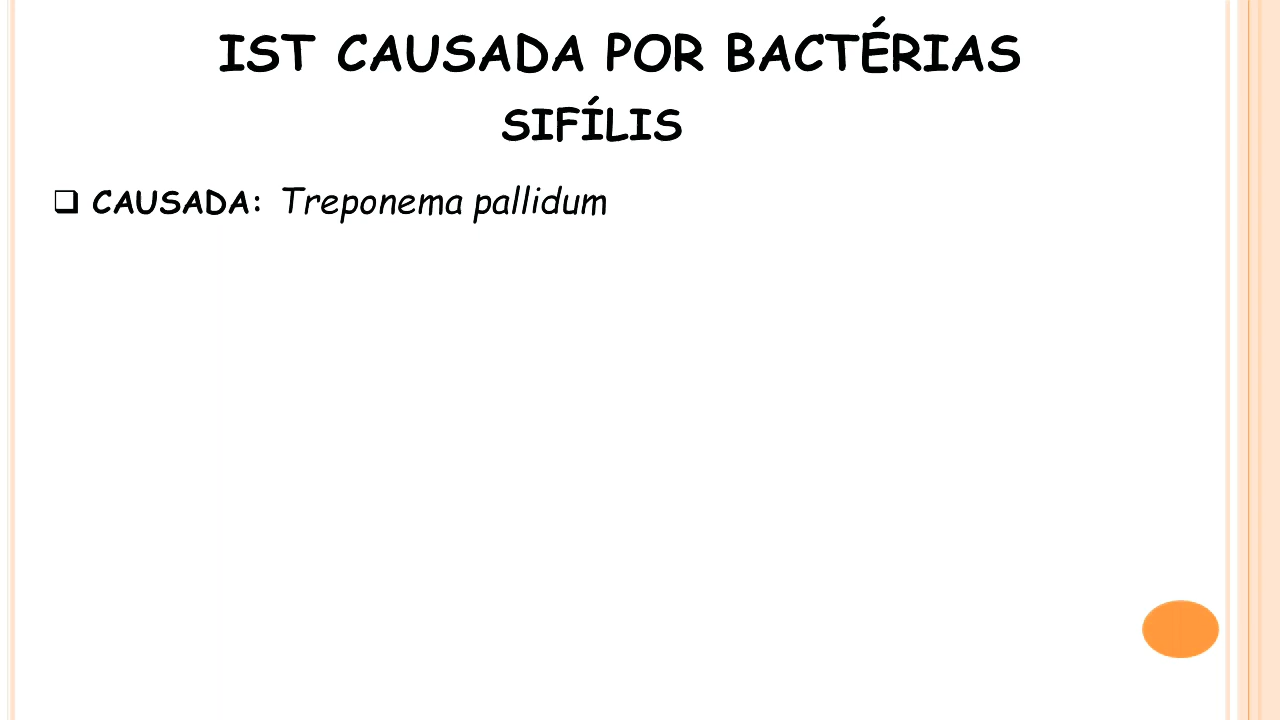 IST CAUSADA POR BACTÉRIAS
SIFÍLIS
❑ CAUSADA: Treponema pallidum